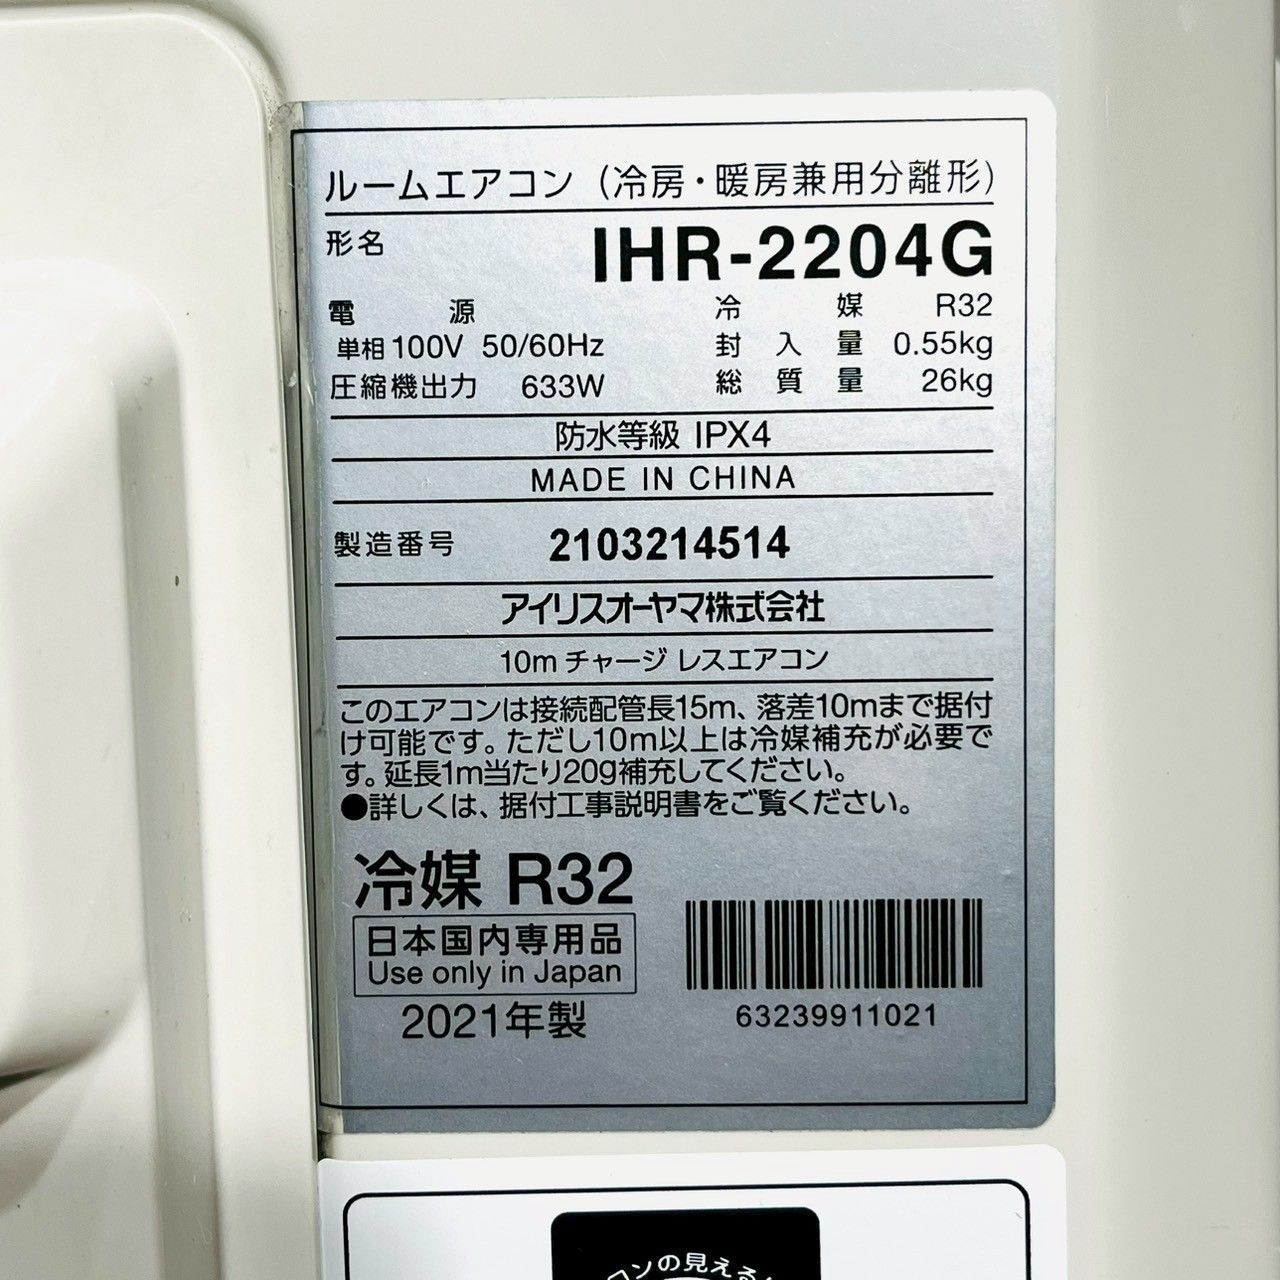 ルームエアコン（冷房・暖房兼用分離形）
形名 IHR-2204G
電源 冷媒 R32
単相100V 50/60Hz 封入量 0.55kg
圧縮機出力 633W 総質量 26kg
防水等級 IPX4
MADE IN CHINA
製造番号 2103214514
アイリスオーヤマ株式会社
10m チャージ レスエアコン
このエアコンは接続配管長15m、落差10mまで据付
け可能です。ただし10m以上は冷媒補充が必要で
す。延長1m当たり20g補充してください。
●詳しくは、据付工事説明書をご覧ください。
冷媒 R32
日本国内専用品
Use only in Japan
2021年製
63239911021
コンの見える